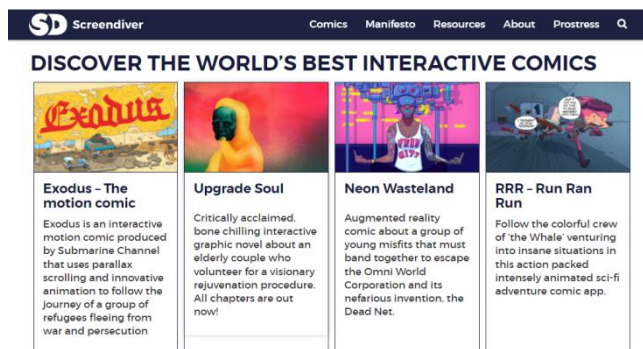 SD Screendiver
Comics Manifesto Resources About Prostress
DISCOVER THE WORLD'S BEST INTERACTIVE COMICS
Exodus
Exodus – The
motion comic
Exodus is an interactive
motion comic produced
by Submarine Channel
that uses parallax
scrolling and innovative
animation to follow the
journey of a group of
refugees fleeing from
war and persecution
Upgrade Soul
Critically acclaimed,
bone chilling interactive
graphic novel about an
elderly couple who
volunteer for a visionary
rejuvenation procedure.
All chapters are out
now!
Neon Wasteland
Augmented reality
comic about a group of
young misfits that must
band together to escape
the Omni World
Corporation and its
nefarious invention, the
Dead Net.
RRR – Run Ran
Run
Follow the colorful crew
of 'the Whale' venturing
into insane situations in
this action packed
intensely animated sci-fi
adventure comic app.